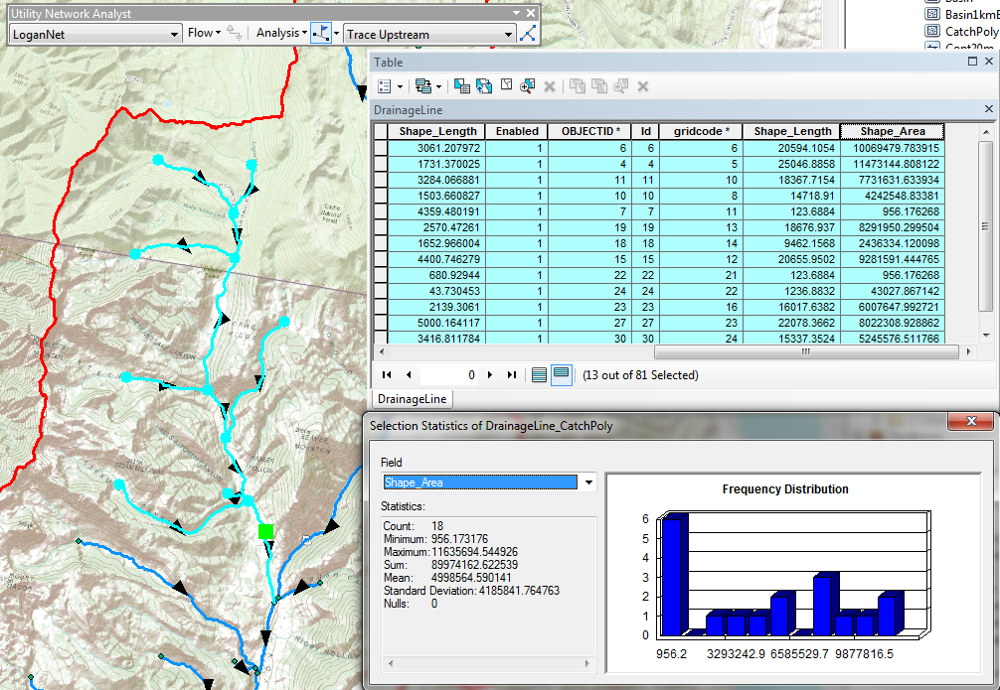 Utility Network Analyst
LoganNet Flow Analysis Trace Upstream
Basin1kmE
CatchPoly
Table
DrainageLine
Shape_Length Enabled OBJECTID * Id gridcode * Shape_Length Shape_Area
3061.207972 1 6 6 6 20594.1054 10069479.783915
1731.370025 1 4 4 5 25046.8858 11473144.808122
3284.066881 1 11 11 10 18367.7154 7731631.633934
1503.660827 1 10 10 8 14718.91 4242548.83381
4359.480191 1 7 7 11 123.6884 956.176268
2570.47261 1 19 19 13 18676.937 8291950.299504
1652.966004 1 18 18 14 9462.1568 2436334.120098
4400.746279 1 15 15 12 20655.9502 9281591.444765
680.92944 1 22 22 21 123.6884 956.176268
43.730453 1 24 24 22 1236.8832 43027.867142
2139.3061 1 23 23 16 16017.6382 6007647.992721
5000.164117 1 27 27 23 22078.3662 8022308.928862
3416.811784 1 30 30 24 15337.3524 5245576.511766
0 (13 out of 81 Selected)
DrainageLine
Selection Statistics of DrainageLine_CatchPoly
Field
Shape_Area
Statistics:
Count: 18
Minimum: 956.173176
Maximum: 11635694.544926
Sum: 89974162.622539
Mean: 4998564.590141
Standard Deviation: 4185841.764763
Nulls: 0
Frequency Distribution
6
5
4
3
2
1
0
956.2 3293242.9 6585529.7 9877816.5